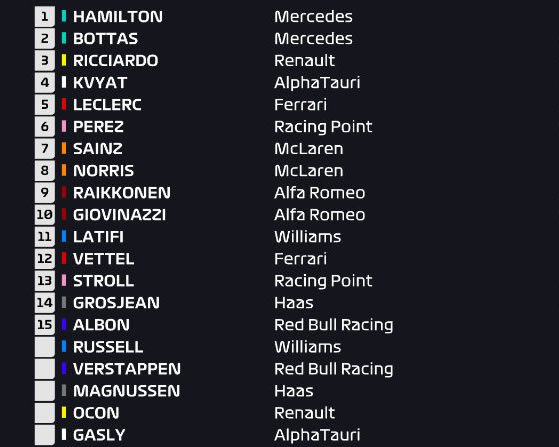 1 HAMILTON Mercedes
2 BOTTAS Mercedes
3 RICCIARDO Renault
4 KVYAT AlphaTauri
5 LECLERC Ferrari
6 PEREZ Racing Point
7 SAINZ McLaren
8 NORRIS McLaren
9 RAIKKONEN Alfa Romeo
10 GIOVINAZZI Alfa Romeo
11 LATIFI Williams
12 VETTEL Ferrari
13 STROLL Racing Point
14 GROSJEAN Haas
15 ALBON Red Bull Racing
RUSSELL Williams
VERSTAPPEN Red Bull Racing
MAGNUSSEN Haas
OCON Renault
GASLY AlphaTauri